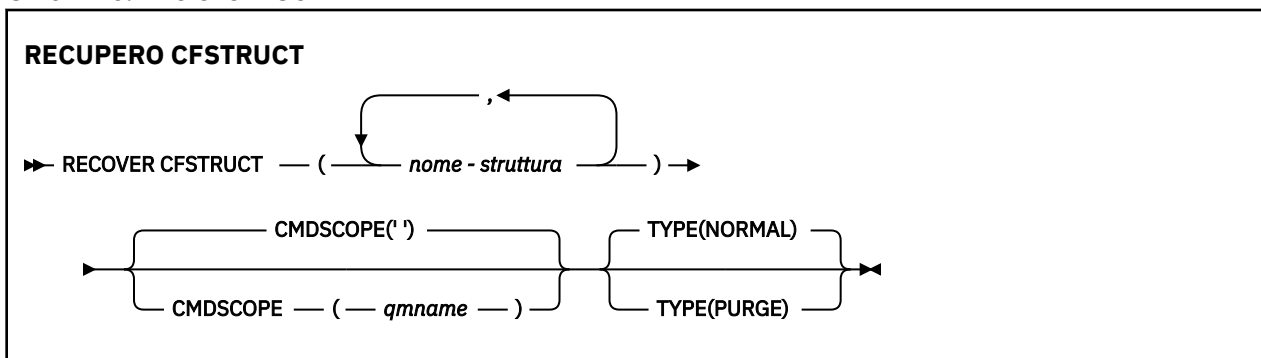 RECUPERO CFSTRUCT
,
RECOVER CFSTRUCT ( nome - struttura )
CMDSCOPE(' ') TYPE(NORMAL)
CMDSCOPE ( qmname ) TYPE(PURGE)